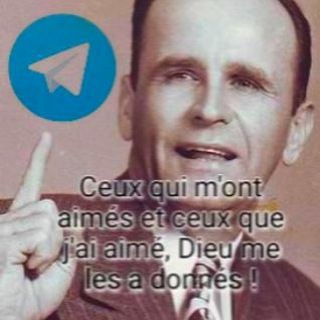 Ceux qui m'ont
aimés et ceux que
j'ai aimé, Dieu me
les a donnés !